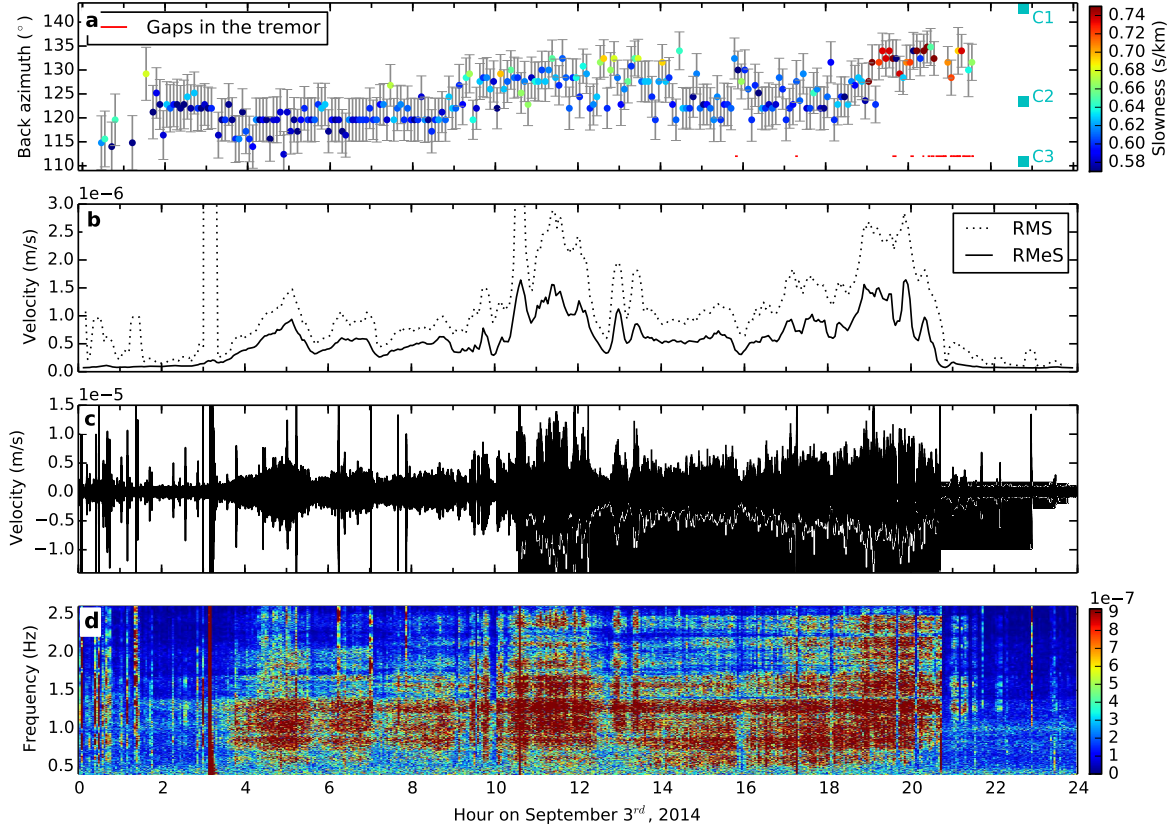 a
Gaps in the tremor
140
135
130
125
120
115
110
Back azimuth (°)
C1
C2
C3
0.74
0.72
0.70
0.68
0.66
0.64
0.62
0.60
0.58
Slowness (s/km)
1e−6
b
3.0
2.5
2.0
1.5
1.0
0.5
0.0
Velocity (m/s)
RMS
RMeS
1e−5
c
1.5
1.0
0.5
0.0
−0.5
−1.0
Velocity (m/s)
d
2.5
2.0
1.5
1.0
0.5
Frequency (Hz)
1e−7
9
8
7
6
5
4
3
2
1
0
0 2 4 6 8 10 12 14 16 18 20 22 24
Hour on September 3rd, 2014